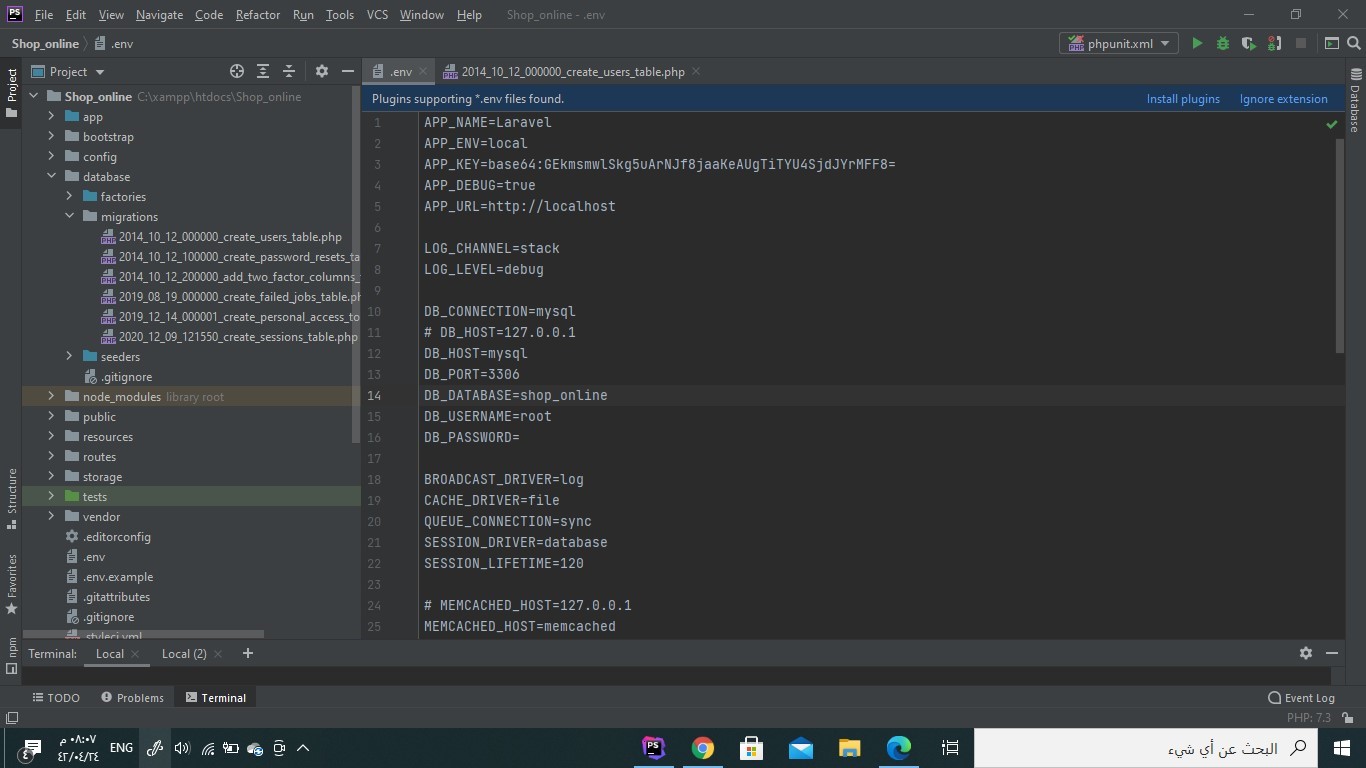 PS File Edit View Navigate Code Refactor Run Tools VCS Window Help Shop_online - .env
Shop_online .env phpunit.xml
Project
.env 2014_10_12_000000_create_users_table.php
Plugins supporting *.env files found. Install plugins Ignore extension
Project
Structure
Favorites
npm
Database
Shop_online C:\xampp\htdocs\Shop_online
app
bootstrap
config
database
factories
migrations
2014_10_12_000000_create_users_table.php
2014_10_12_100000_create_password_resets_ta
2014_10_12_200000_add_two_factor_columns_
2019_08_19_000000_create_failed_jobs_table.ph
2019_12_14_000001_create_personal_access_to
2020_12_09_121550_create_sessions_table.php
seeders
.gitignore
node_modules library root
public
resources
routes
storage
tests
vendor
.editorconfig
.env
.env.example
.gitattributes
.gitignore
.styleci.yml
1 APP_NAME=Laravel
2 APP_ENV=local
3 APP_KEY=base64:GEkmsmwlSkg5uArNJf8jaaKeAUgTiTYU4SjdJYrMFF8=
4 APP_DEBUG=true
5 APP_URL=http://localhost
6
7 LOG_CHANNEL=stack
8 LOG_LEVEL=debug
9
10 DB_CONNECTION=mysql
11 # DB_HOST=127.0.0.1
12 DB_HOST=mysql
13 DB_PORT=3306
14 DB_DATABASE=shop_online
15 DB_USERNAME=root
16 DB_PASSWORD=
17
18 BROADCAST_DRIVER=log
19 CACHE_DRIVER=file
20 QUEUE_CONNECTION=sync
21 SESSION_DRIVER=database
22 SESSION_LIFETIME=120
23
24 # MEMCACHED_HOST=127.0.0.1
25 MEMCACHED_HOST=memcached
Terminal: Local Local (2)
TODO Problems Terminal Event Log
PHP: 7.3
٤ ٠٨:٠٧ م ENG PS البحث عن أي شيء
٤٢/٠٤/٢٤